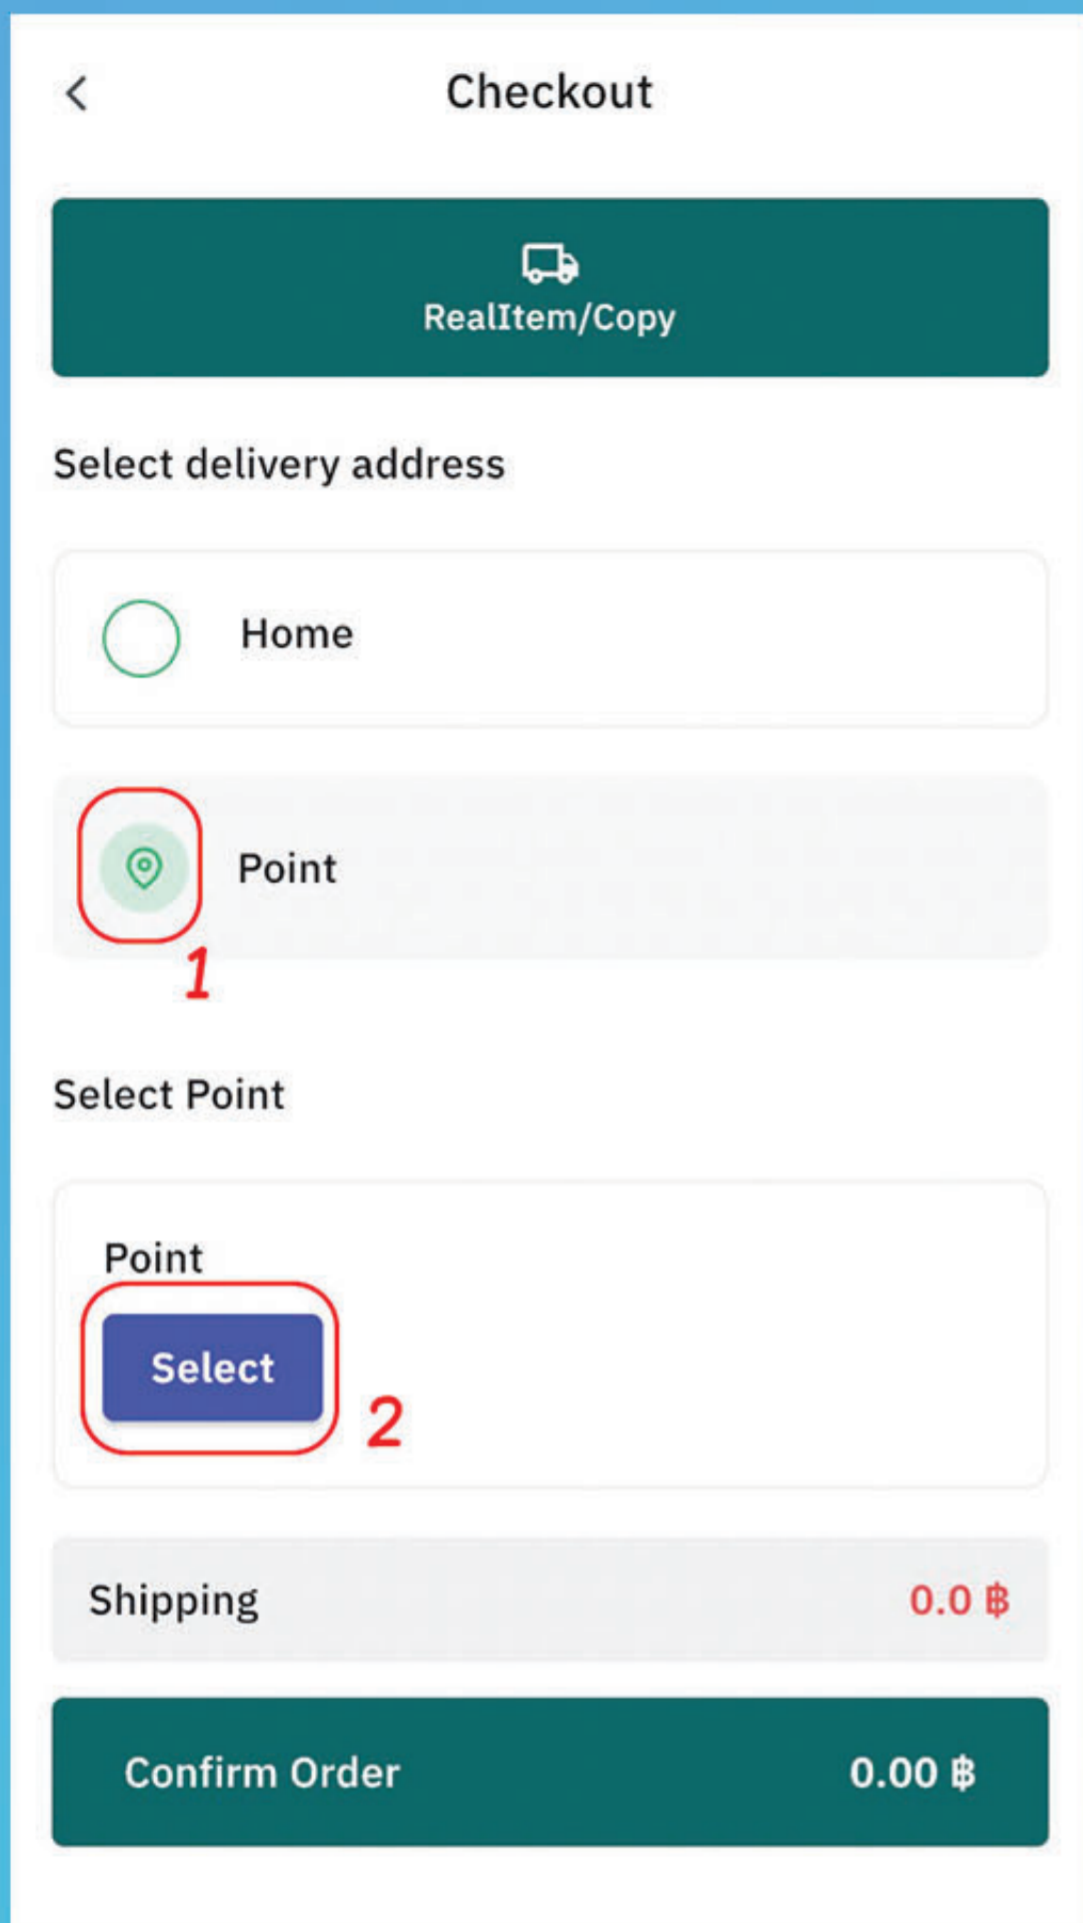 Checkout
RealItem/Copy
Select delivery address
Home
Point
1
Select Point
Point
Select
2
Shipping 0.0 ฿
Confirm Order 0.00 ฿